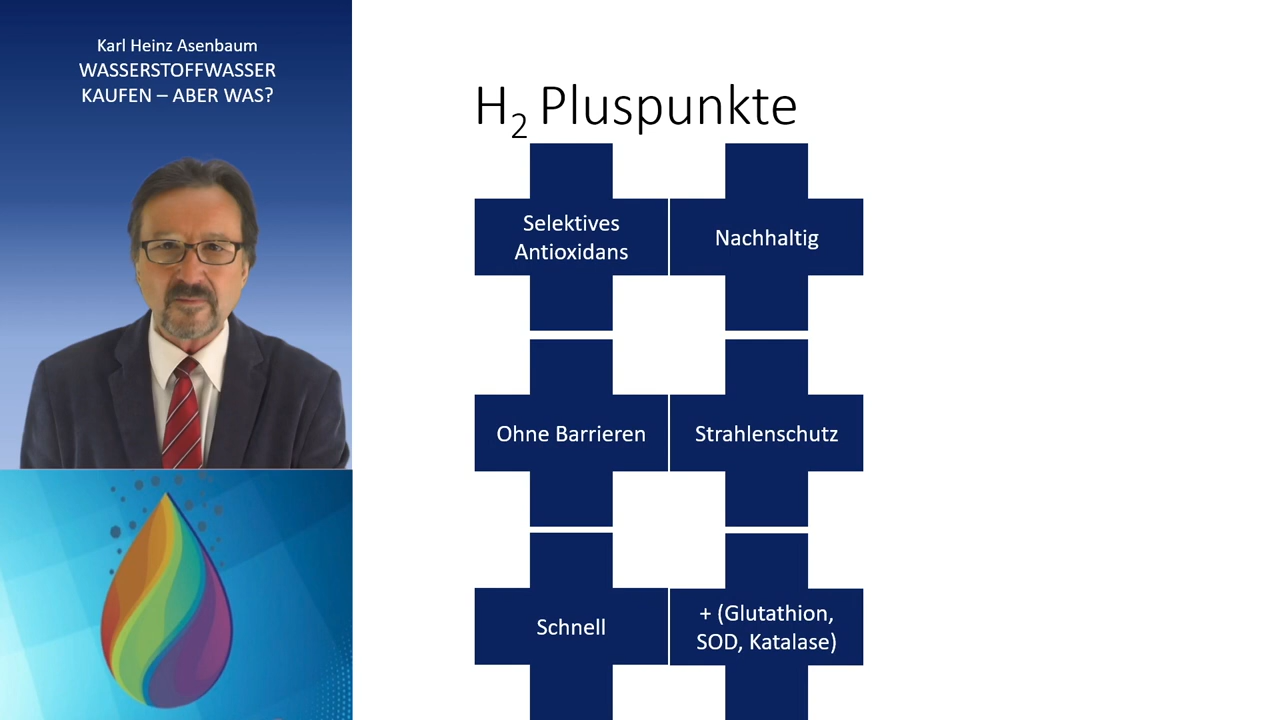 Karl Heinz Asenbaum
WASSERSTOFFWASSER
KAUFEN – ABER WAS?
H2 Pluspunkte
Selektives
Antioxidans
Nachhaltig
Ohne Barrieren
Strahlenschutz
Schnell
+ (Glutathion,
SOD, Katalase)